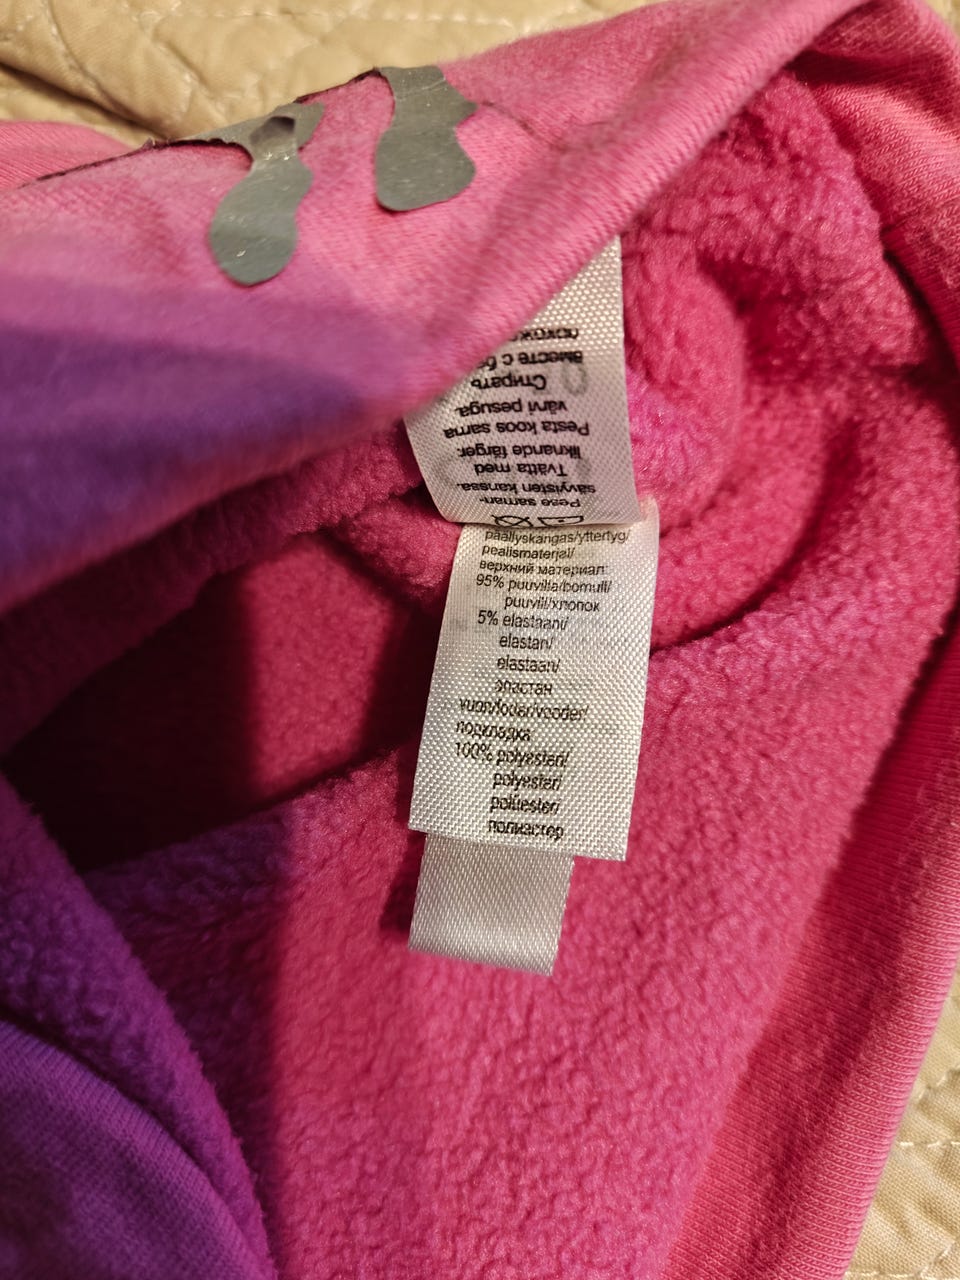 Pese saman-
sävyisten kanssa.
Tvätta med
liknande färger.
Pesta koos sama
värvi pesuga.
Стирать
вместе с
päällyskangas/yttertyg/
pealismaterjal/
верхний материал:
95% puuvilla/bomull/
puuvill/хлопок
5% elastaani/
elastan/
elastaan/
эластан
vuori/foder/vooder/
подкладка:
100% polyesteri/
polyester/
polüester/
полиэстер